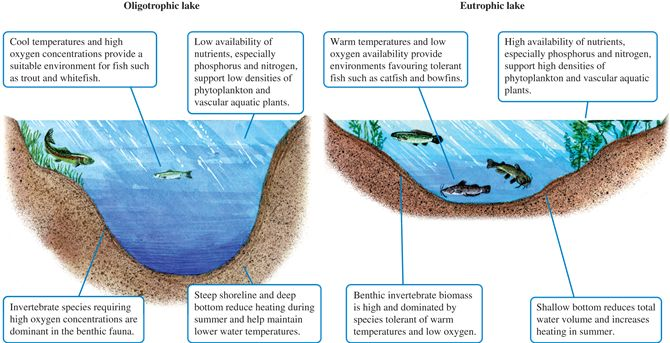 Oligotrophic lake
Cool temperatures and high
oxygen concentrations provide a
suitable environment for fish such
as trout and whitefish.
Low availability of
nutrients, especially
phosphorus and nitrogen,
support low densities of
phytoplankton and
vascular aquatic plants.
Invertebrate species requiring
high oxygen concentrations are
dominant in the benthic fauna.
Steep shoreline and deep
bottom reduce heating during
summer and help maintain
lower water temperatures.
Eutrophic lake
Warm temperatures and low
oxygen availability provide
environments favouring tolerant
fish such as catfish and bowfins.
High availability of nutrients,
especially phosphorus and nitrogen,
support high densities of
phytoplankton and vascular aquatic
plants.
Benthic invertebrate biomass
is high and dominated by
species tolerant of warm
temperatures and low oxygen.
Shallow bottom reduces total
water volume and increases
heating in summer.